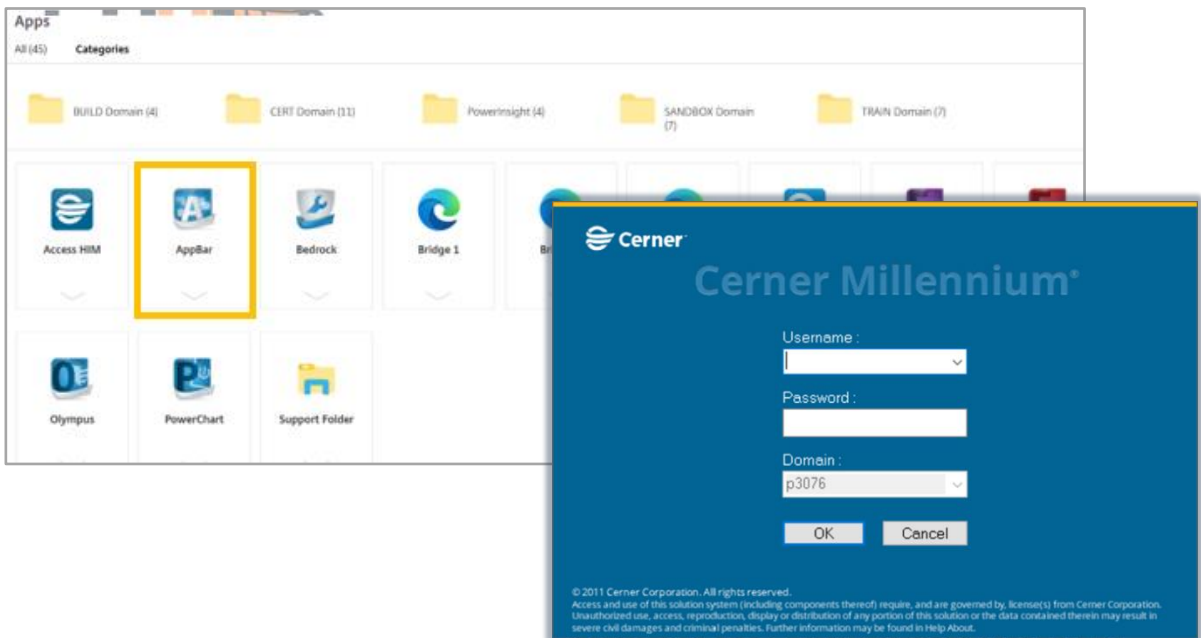 Apps
All (45) Categories
BUILD Domain (4) CERT Domain (11) PowerInsight (4) SANDBOX Domain (7) TRAIN Domain (7)
Access HIM AppBar Bedrock Bridge 1
Olympus PowerChart Support Folder
Cerner
Cerner Millennium®
Username :
Password :
Domain :
p3076
OK Cancel
© 2011 Cerner Corporation. All rights reserved.
Access and use of this solution system (including components thereof) require, and are governed by, license(s) from Cerner Corporation.
Unauthorized use, access, reproduction, display or distribution of any portion of this solution or the data contained therein may result in
severe civil damages and criminal penalties. Further information may be found in Help About.